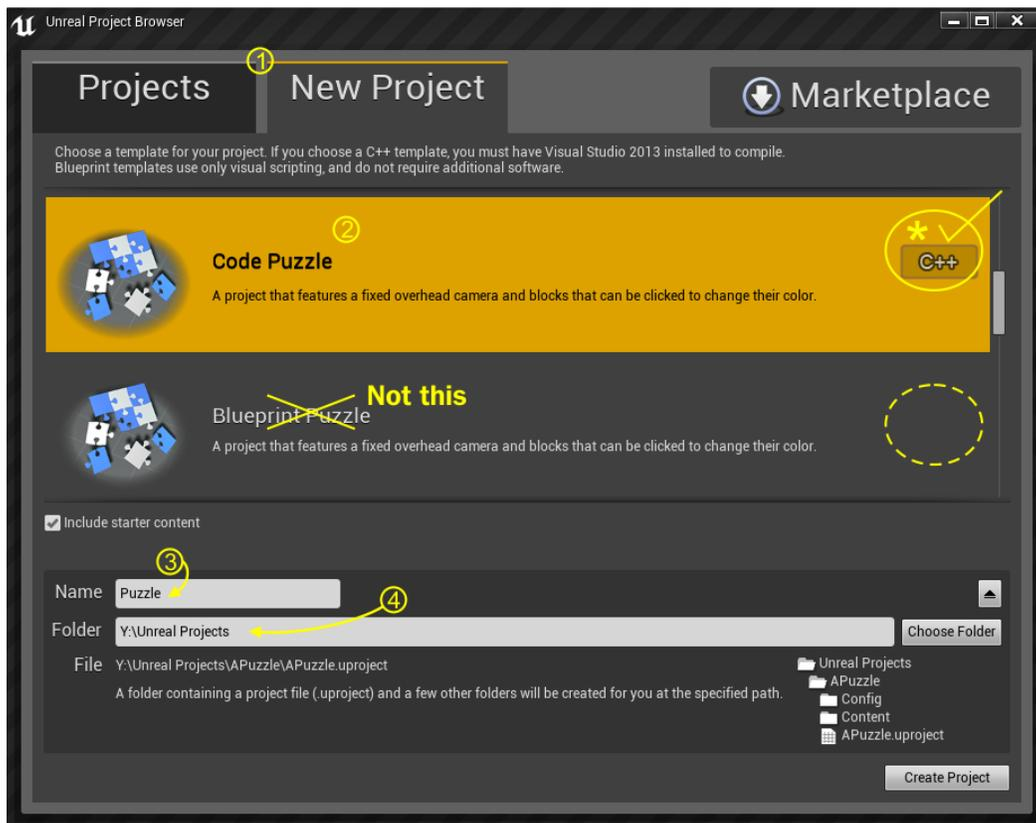 Unreal Project Browser
1
Projects
New Project
Marketplace
Choose a template for your project. If you choose a C++ template, you must have Visual Studio 2013 installed to compile.
Blueprint templates use only visual scripting, and do not require additional software.
2
*
Code Puzzle
C++
A project that features a fixed overhead camera and blocks that can be clicked to change their color.
Not this
Blueprint Puzzle
A project that features a fixed overhead camera and blocks that can be clicked to change their color.
Include starter content
3
Name
Puzzle
4
Folder
Y:\Unreal Projects
Choose Folder
File
Y:\Unreal Projects\APuzzle\APuzzle.uproject
A folder containing a project file (.uproject) and a few other folders will be created for you at the specified path.
Unreal Projects
APuzzle
Config
Content
APuzzle.uproject
Create Project